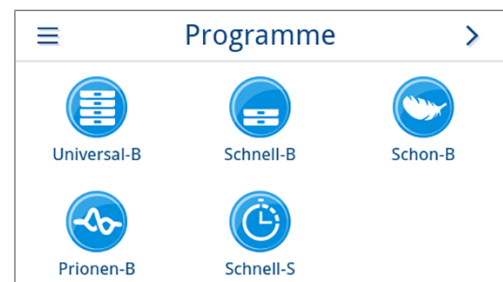 Programme
Universal-B
Schnell-B
Schon-B
Prionen-B
Schnell-S